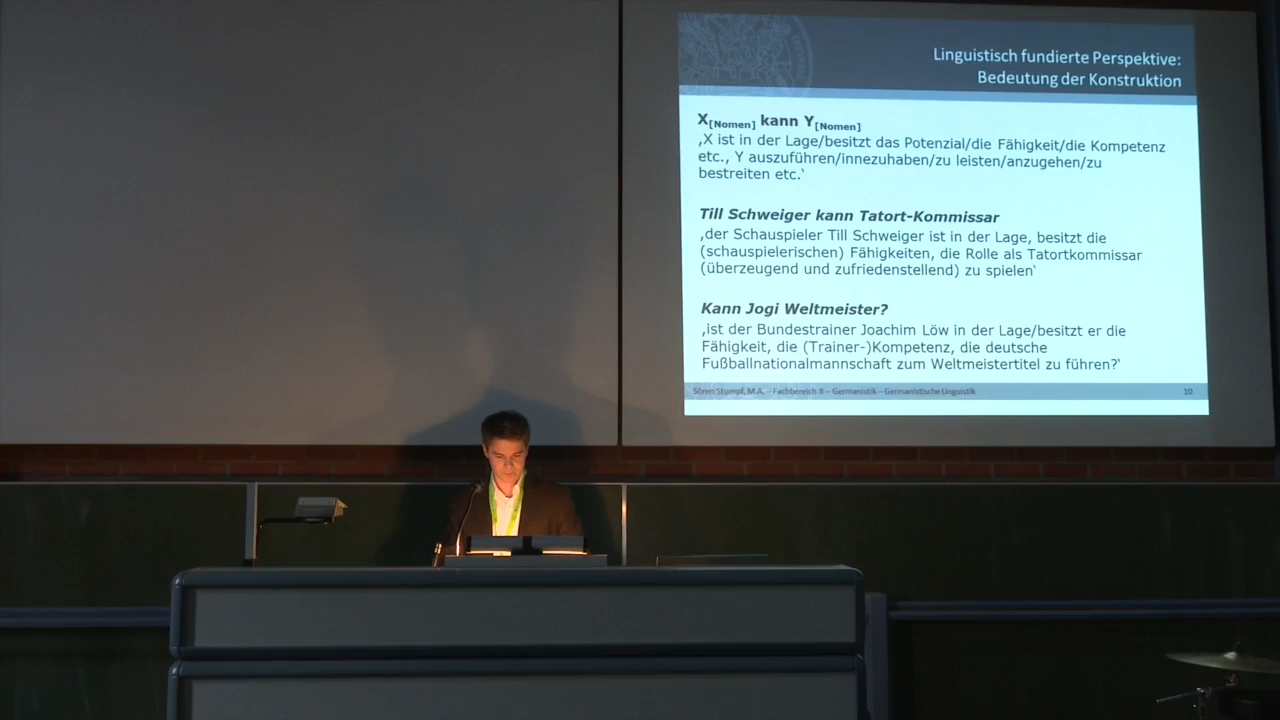 Linguistisch fundierte Perspektive:
Bedeutung der Konstruktion
X[Nomen] kann Y[Nomen]
‚X ist in der Lage/besitzt das Potenzial/die Fähigkeit/die Kompetenz
etc., Y auszuführen/innezuhaben/zu leisten/anzugehen/zu
bestreiten etc.‘
Till Schweiger kann Tatort-Kommissar
‚der Schauspieler Till Schweiger ist in der Lage, besitzt die
(schauspielerischen) Fähigkeiten, die Rolle als Tatortkommissar
(überzeugend und zufriedenstellend) zu spielen‘
Kann Jogi Weltmeister?
‚ist der Bundestrainer Joachim Löw in der Lage/besitzt er die
Fähigkeit, die (Trainer-)Kompetenz, die deutsche
Fußballnationalmannschaft zum Weltmeistertitel zu führen?‘
Sören Stumpf, M.A. – Fachbereich II – Germanistik – Germanistische Linguistik
10